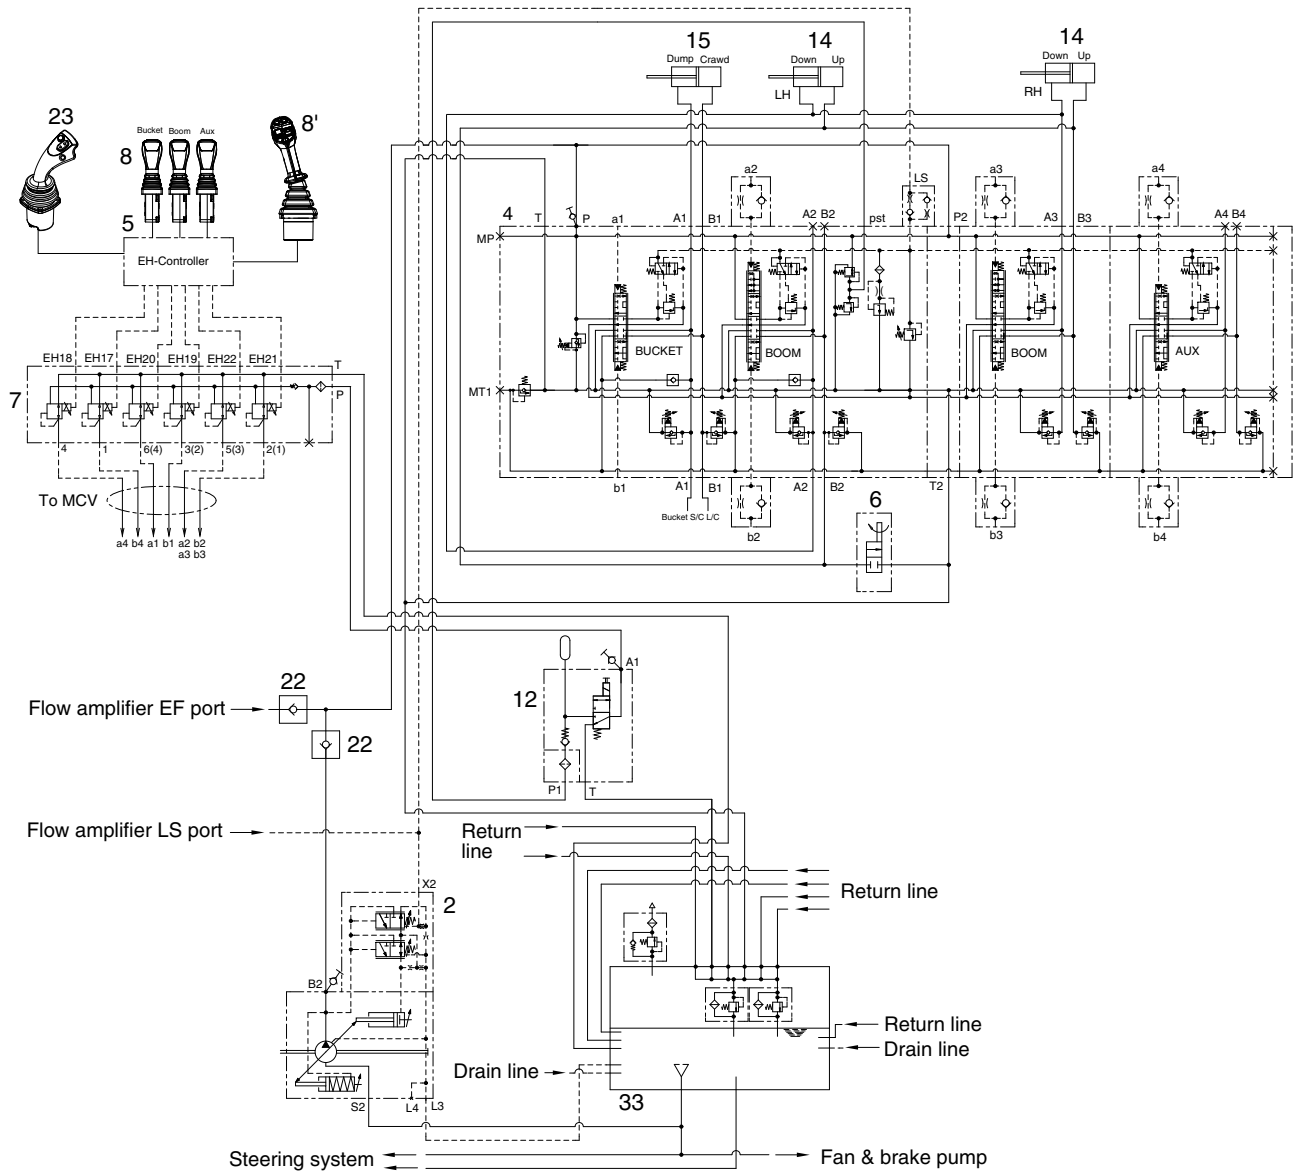 15
14
14
Dump Crawd
Down Up
Down Up
LH
RH
23
8
Bucket
Boom
Aux
8'
5
EH-Controller
a2
LS
a3
a4
4
T
P
a1
A1
B1
A2 B2
pst
P2
A3
B3
A4 B4
MP
BUCKET
BOOM
BOOM
AUX
MT1
EH18
EH17
EH20
EH19
EH22
EH21
T
P
7
4
1
6(4)
3(2)
5(3)
2(1)
To MCV
a4
b4
a1
b1
a2
b2
a3
b3
b1
A1
B1
A2
B2
T2
Bucket S/C L/C
b2
6
b3
b4
12
A1
P1
T
22
Flow amplifier EF port
22
Flow amplifier LS port
Return
line
Return line
X2
2
B2
S2
L4
L3
Return line
Drain line
Drain line
33
Steering system
Fan & brake pump